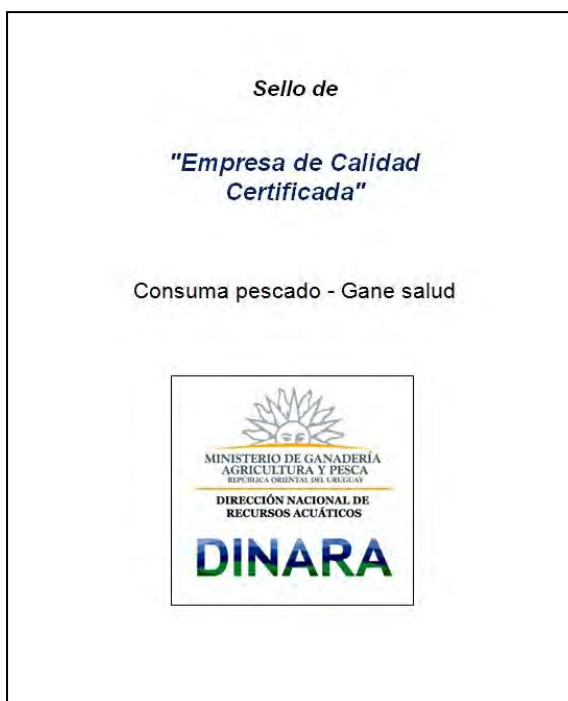 Sello de
"Empresa de Calidad
Certificada"
Consuma pescado - Gane salud
MINISTERIO DE GANADERÍA
AGRICULTURA Y PESCA
REPÚBLICA ORIENTAL DEL URUGUAY
DIRECCIÓN NACIONAL DE
RECURSOS ACUÁTICOS
DINARA